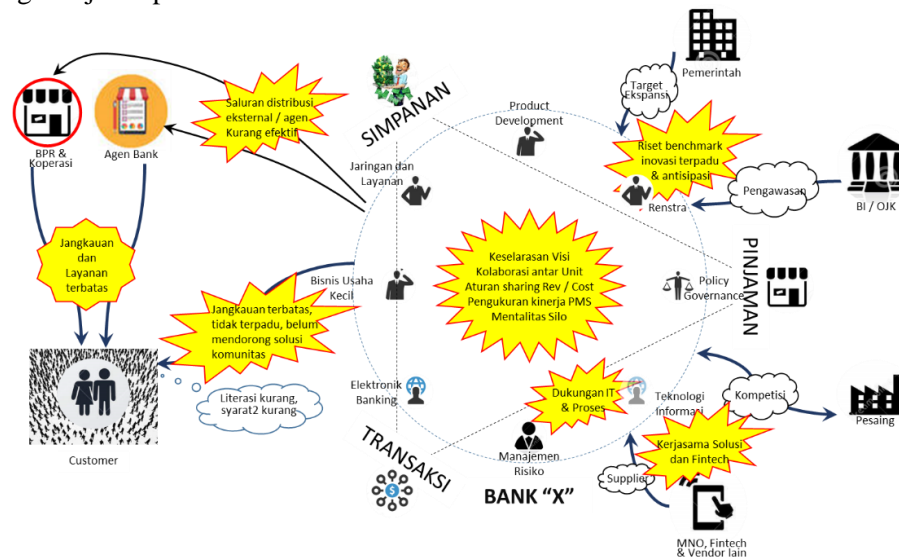 Pemerintah
Target
Ekspansi
SIMPANAN
Product
Development
Saluran distribusi
eksternal / agen
Kurang efektif
BPR &
Koperasi
Agen Bank
Riset benchmark
inovasi terpadu
& antisipasi
Renstra
Pengawasan
BI / OJK
Jaringan dan
Layanan
Jangkauan
dan
Layanan
terbatas
Keselarasan Visi
Kolaborasi antar Unit
Aturan sharing Rev / Cost
Pengukuran kinerja PMS
Mentalitas Silo
PINJAMAN
Policy
Governance
Bisnis Usaha
Kecil
Jangkauan terbatas,
tidak terpadu, belum
mendorong solusi
komunitas
Literasi kurang,
syarat2 kurang
Customer
Elektronik
Banking
Dukungan IT
& Proses
Teknologi
Informasi
Kompetisi
Pesaing
TRANSAKSI
Manajemen
Risiko
BANK “X”
Kerjasama Solusi
dan Fintech
Supplier
MNO, Fintech
& Vendor lain